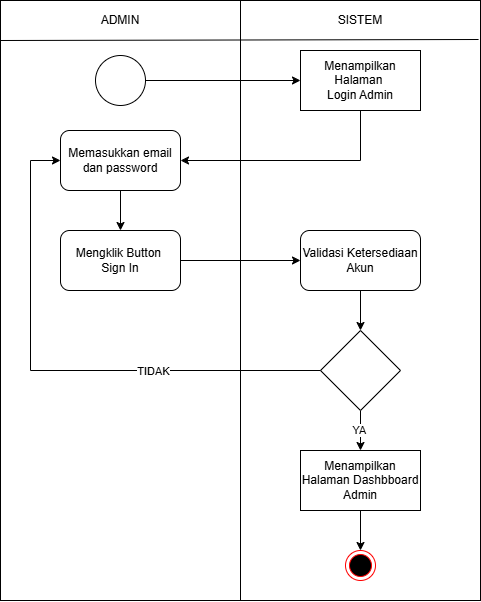 ADMIN
SISTEM
Menampilkan
Halaman
Login Admin
Memasukkan email
dan password
Mengklik Button
Sign In
Validasi Ketersediaan
Akun
TIDAK
YA
Menampilkan
Halaman Dashbboard
Admin